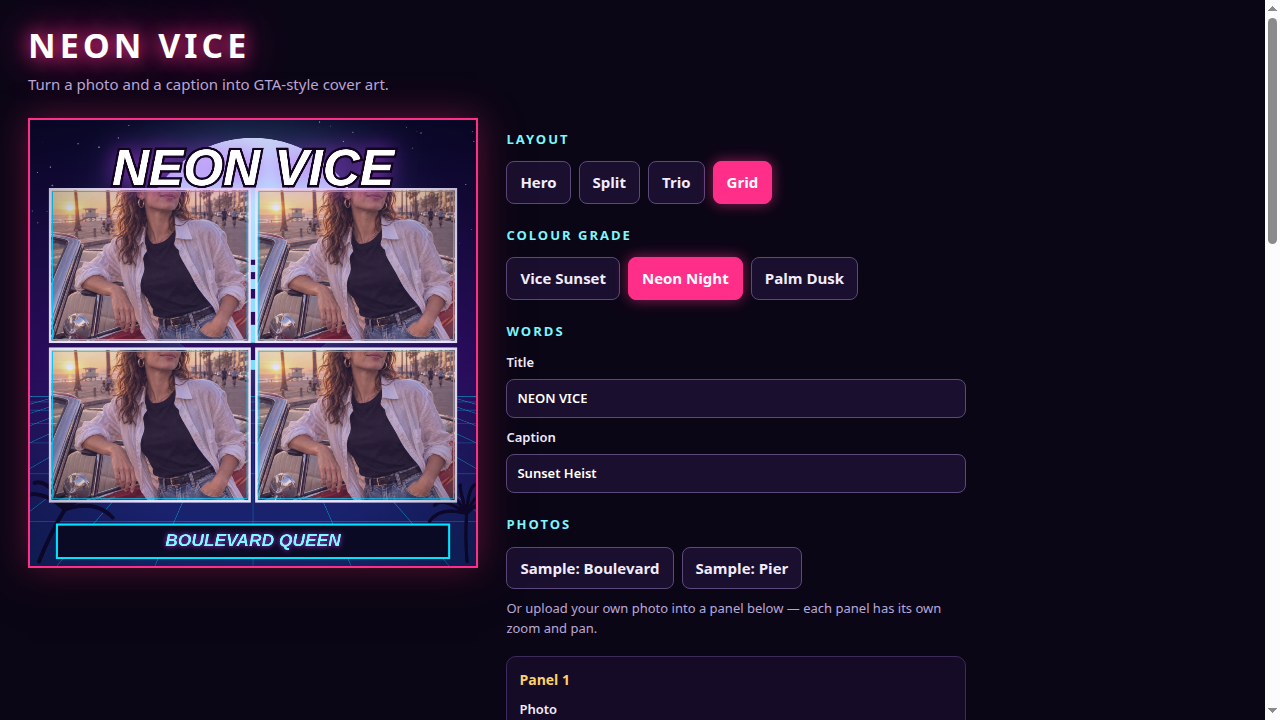 NEON VICE
Turn a photo and a caption into GTA-style cover art.
NEON VICE
BOULEVARD QUEEN
LAYOUT
Hero
Split
Trio
Grid
COLOUR GRADE
Vice Sunset
Neon Night
Palm Dusk
WORDS
Title
NEON VICE
Caption
Sunset Heist
PHOTOS
Sample: Boulevard
Sample: Pier
Or upload your own photo into a panel below — each panel has its own
zoom and pan.
Panel 1
Photo